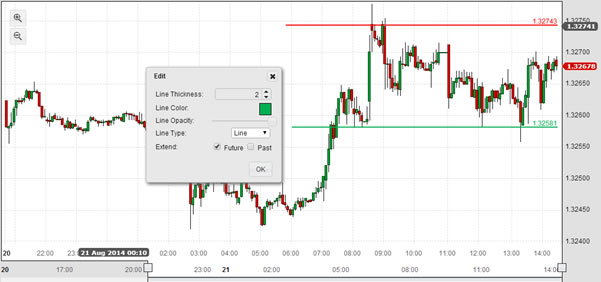 1.32750
1.32743
1.32741
1.32700
1.32678
Edit
Line Thickness: 2
Line Color:
Line Opacity:
Line Type: Line
Extend: Future Past
OK
1.32650
1.32600
1.32581
1.32550
1.32500
1.32450
1.32400
20 22:00 21 Aug 2014 00:10 02:00 03:00 04:00 05:00 06:00 07:00 08:00 09:00 10:00 11:00 12:00 13:00 14:00
20 17:00 20:00 23:00 21 02:00 05:00 08:00 11:00 14:0